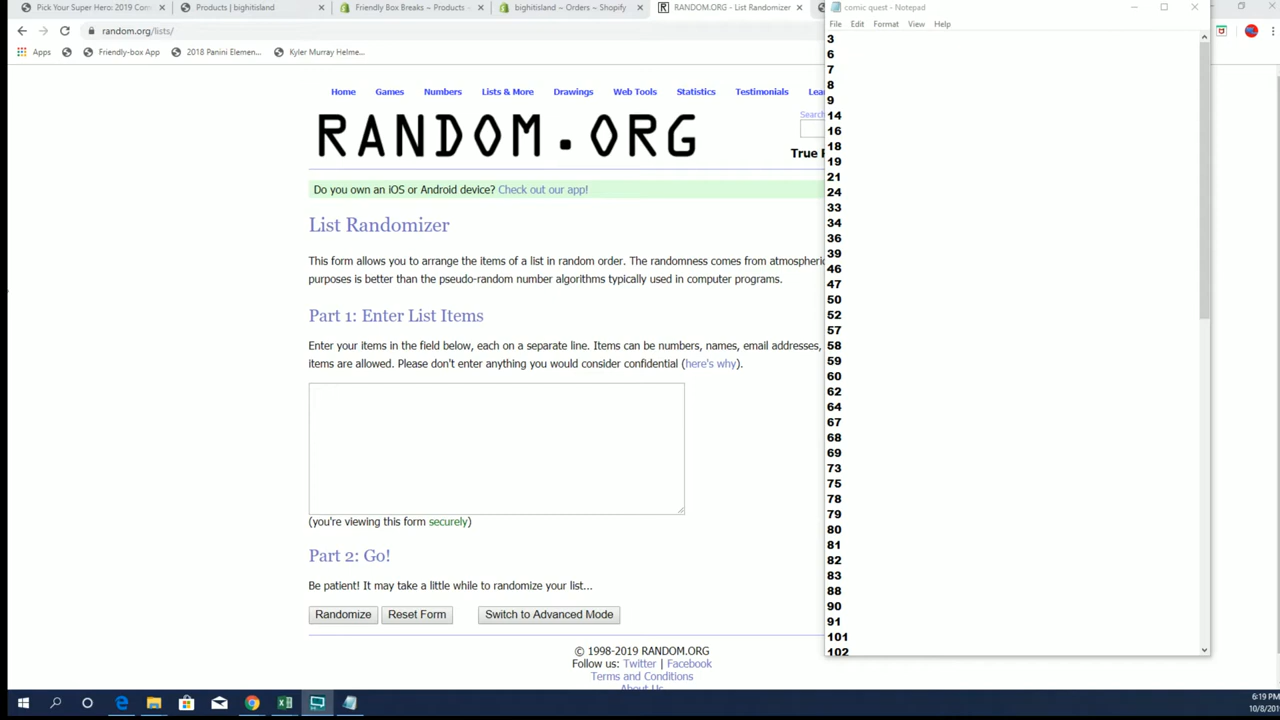 Pick Your Super Hero: 2019 Com
Products | bighitisland
Friendly Box Breaks ~ Products -
bighitisland ~ Orders ~ Shopify
RANDOM.ORG - List Randomizer
random.org/lists/
Apps
Friendly-box App
2018 Panini Elemen...
Kyler Murray Helme...
Home
Games
Numbers
Lists & More
Drawings
Web Tools
Statistics
Testimonials
Lea
RANDOM.ORG
Search
True
Do you own an iOS or Android device? Check out our app!
List Randomizer
This form allows you to arrange the items of a list in random order. The randomness comes from atmospheric
purposes is better than the pseudo-random number algorithms typically used in computer programs.
Part 1: Enter List Items
Enter your items in the field below, each on a separate line. Items can be numbers, names, email addresses,
items are allowed. Please don't enter anything you would consider confidential (here's why).
(you're viewing this form securely)
Part 2: Go!
Be patient! It may take a little while to randomize your list...
Randomize
Reset Form
Switch to Advanced Mode
© 1998-2019 RANDOM.ORG
Follow us: Twitter | Facebook
Terms and Conditions
About Us
comic quest - Notepad
File Edit Format View Help
3
6
7
8
9
14
16
18
19
21
24
33
34
36
39
46
47
50
52
57
58
59
60
62
64
67
68
69
73
75
78
79
80
81
82
83
88
90
91
101
102
6:19 PM
10/8/201